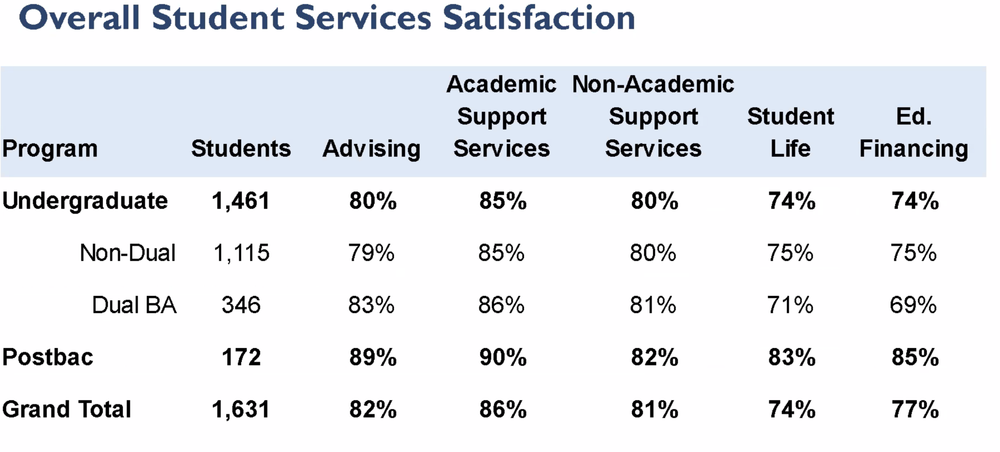 Overall Student Services Satisfaction
Academic Non-Academic
Support Support Student Ed.
Program Students Advising Services Services Life Financing
Undergraduate 1,461 80% 85% 80% 74% 74%
Non-Dual 1,115 79% 85% 80% 75% 75%
Dual BA 346 83% 86% 81% 71% 69%
Postbac 172 89% 90% 82% 83% 85%
Grand Total 1,631 82% 86% 81% 74% 77%